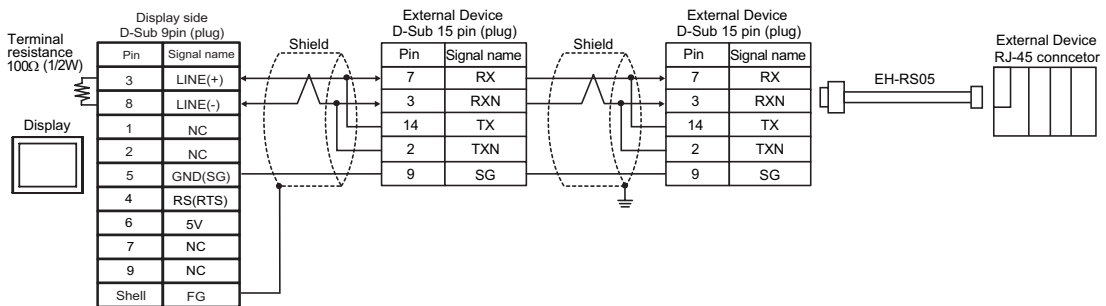 Display side
D-Sub 9pin (plug)
External Device
D-Sub 15 pin (plug)
External Device
D-Sub 15 pin (plug)
External Device
RJ-45 conncetor
Terminal
resistance
100Ω (1/2W)
Display
Pin Signal name
3 LINE(+)
8 LINE(-)
1 NC
2 NC
5 GND(SG)
4 RS(RTS)
6 5V
7 NC
9 NC
Shell FG
Shield
Pin Signal name
7 RX
3 RXN
14 TX
2 TXN
9 SG
Shield
Pin Signal name
7 RX
3 RXN
14 TX
2 TXN
9 SG
EH-RS05